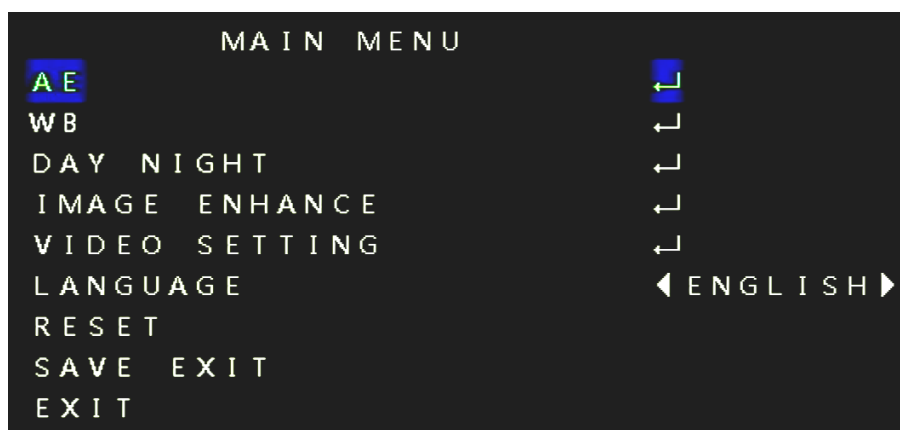 MAIN MENU
AE ↵
WB ↵
DAY NIGHT ↵
IMAGE ENHANCE ↵
VIDEO SETTING ↵
LANGUAGE ◀ENGLISH▶
RESET
SAVE EXIT
EXIT